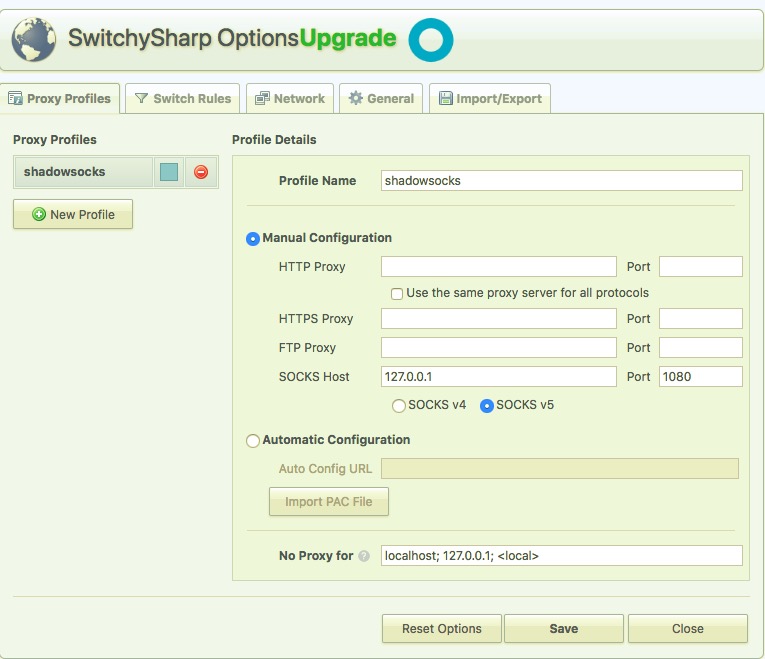 SwitchySharp OptionsUpgrade
Proxy Profiles Switch Rules Network General Import/Export
Proxy Profiles
shadowsocks
New Profile
Profile Details
Profile Name shadowsocks
Manual Configuration
HTTP Proxy Port
Use the same proxy server for all protocols
HTTPS Proxy Port
FTP Proxy Port
SOCKS Host 127.0.0.1 Port 1080
SOCKS v4 SOCKS v5
Automatic Configuration
Auto Config URL
Import PAC File
No Proxy for ? localhost; 127.0.0.1; <local>
Reset Options Save Close